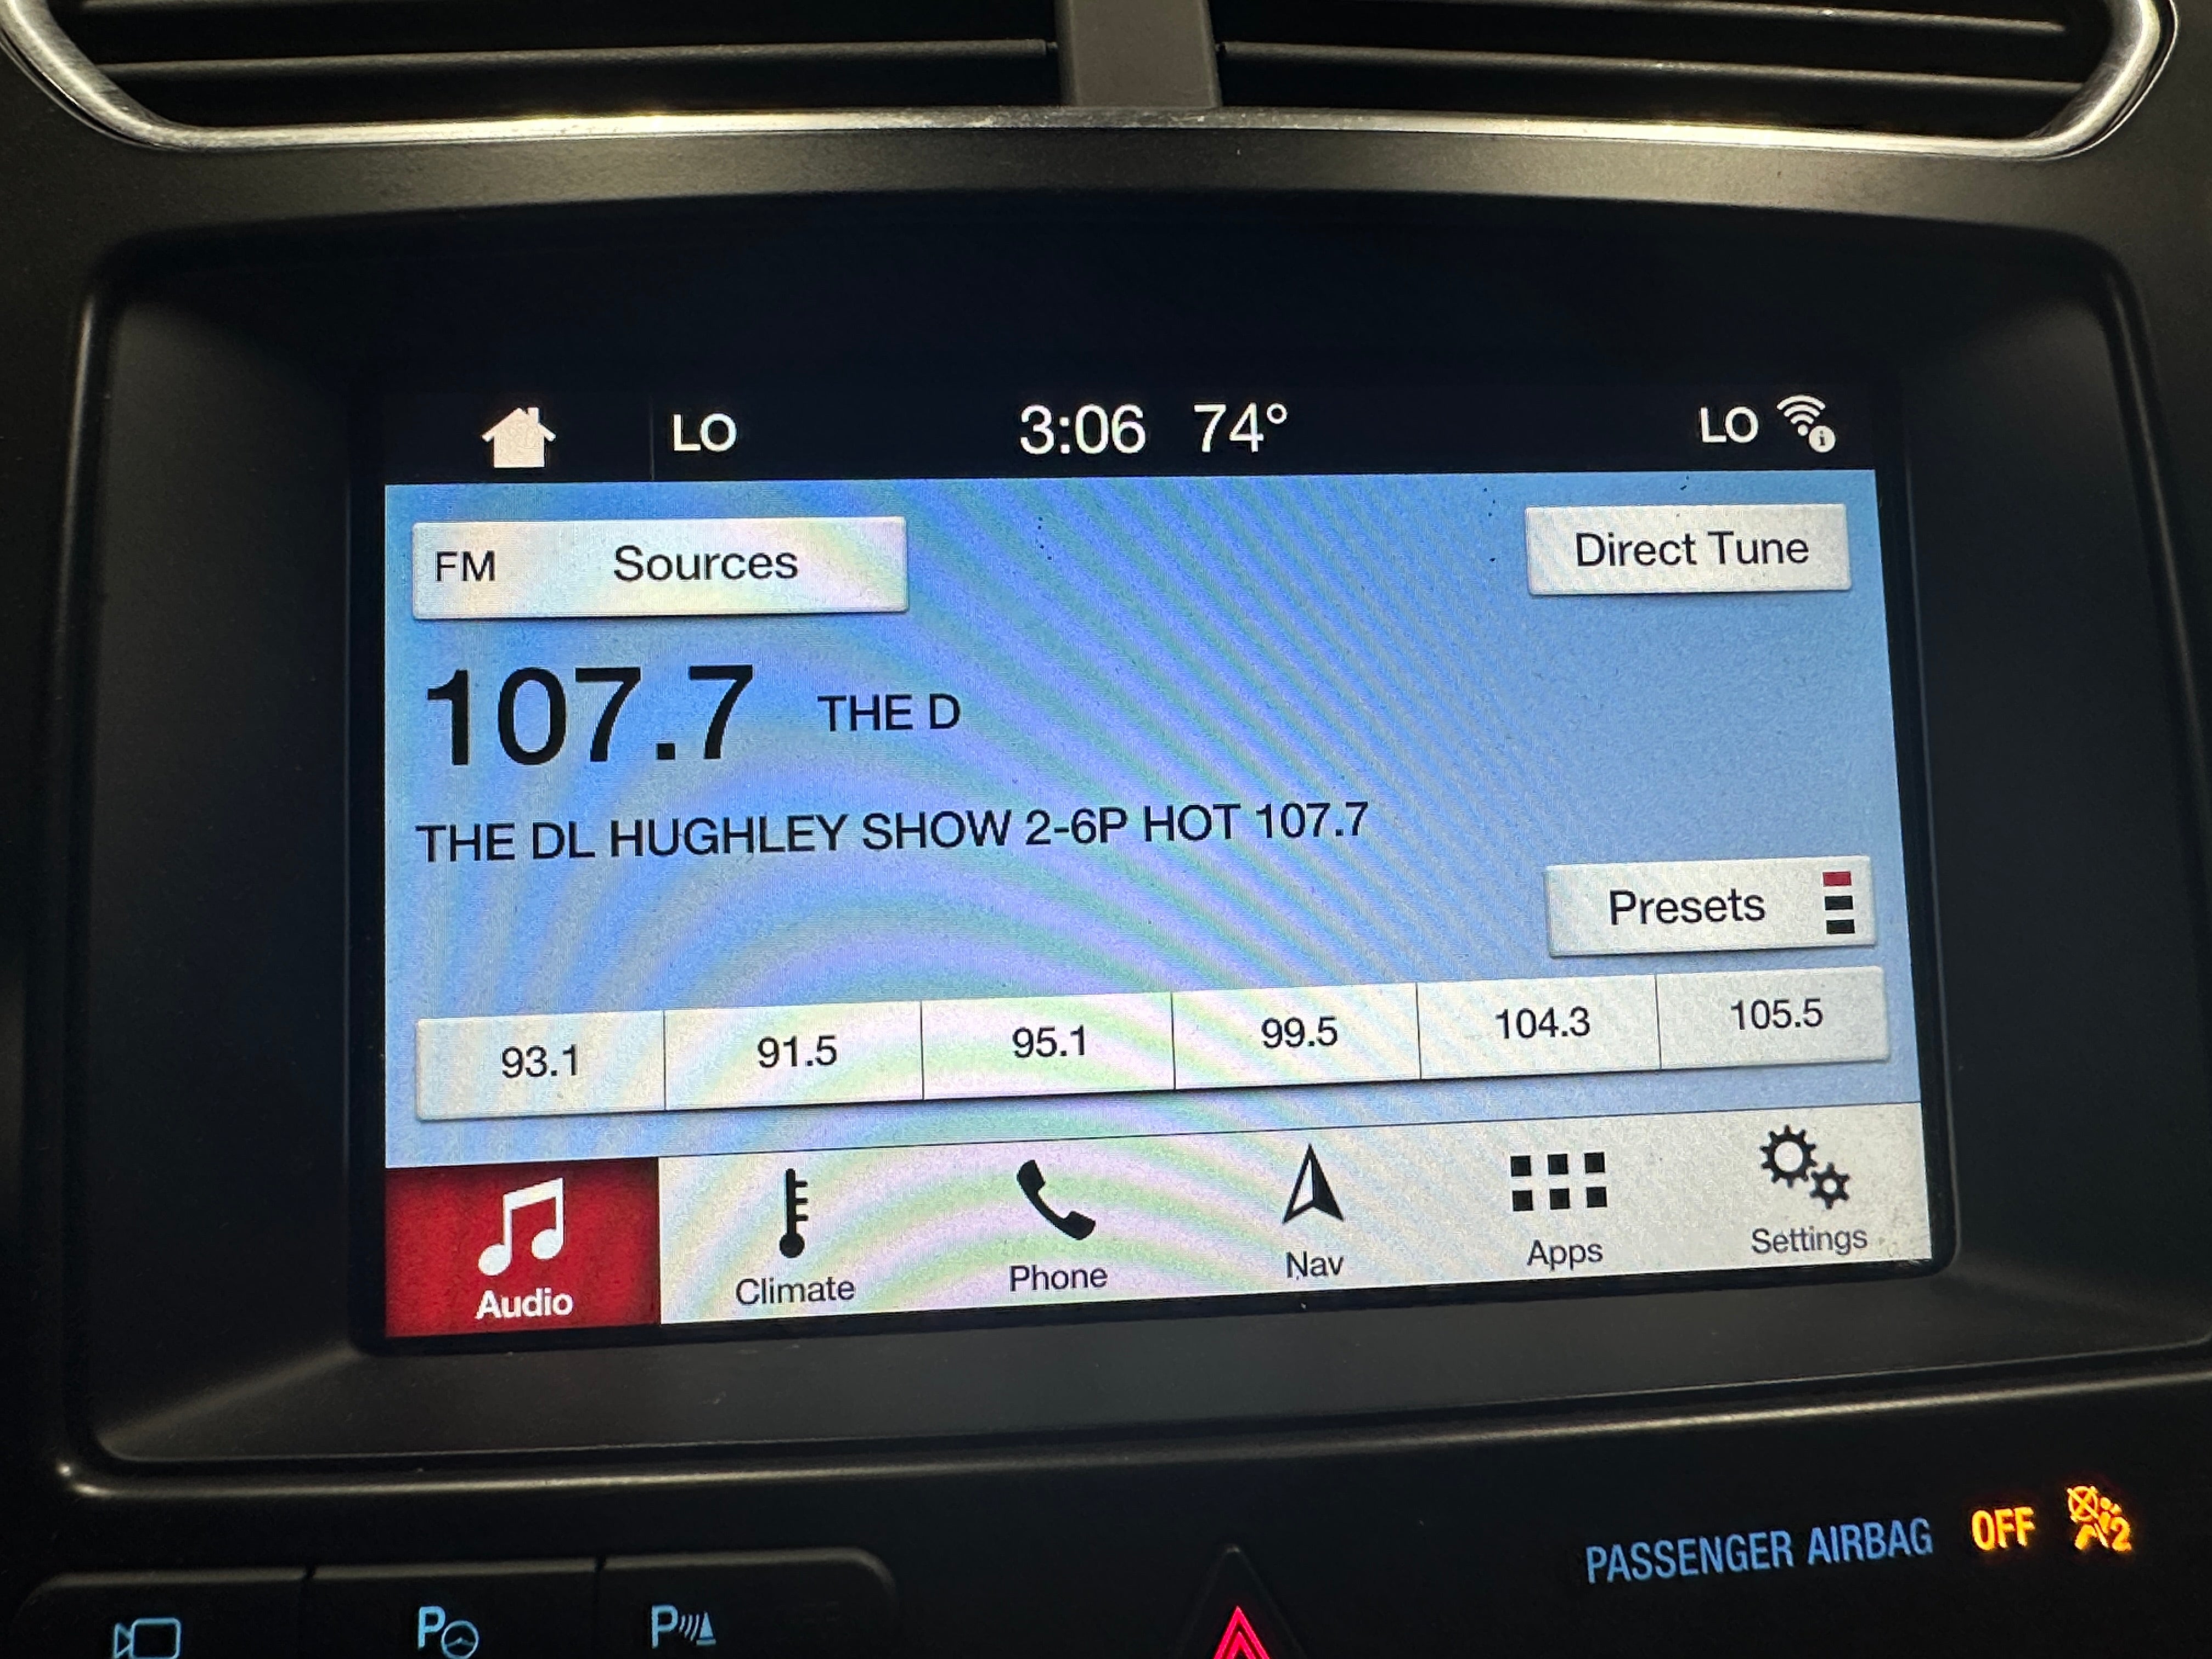 LO 3:06 74° LO
FM Sources Direct Tune
107.7 THE D
THE DL HUGHLEY SHOW 2-6P HOT 107.7
Presets
93.1 91.5 95.1 99.5 104.3 105.5
Audio Climate Phone Nav Apps Settings
PASSENGER AIRBAG OFF 2
P P